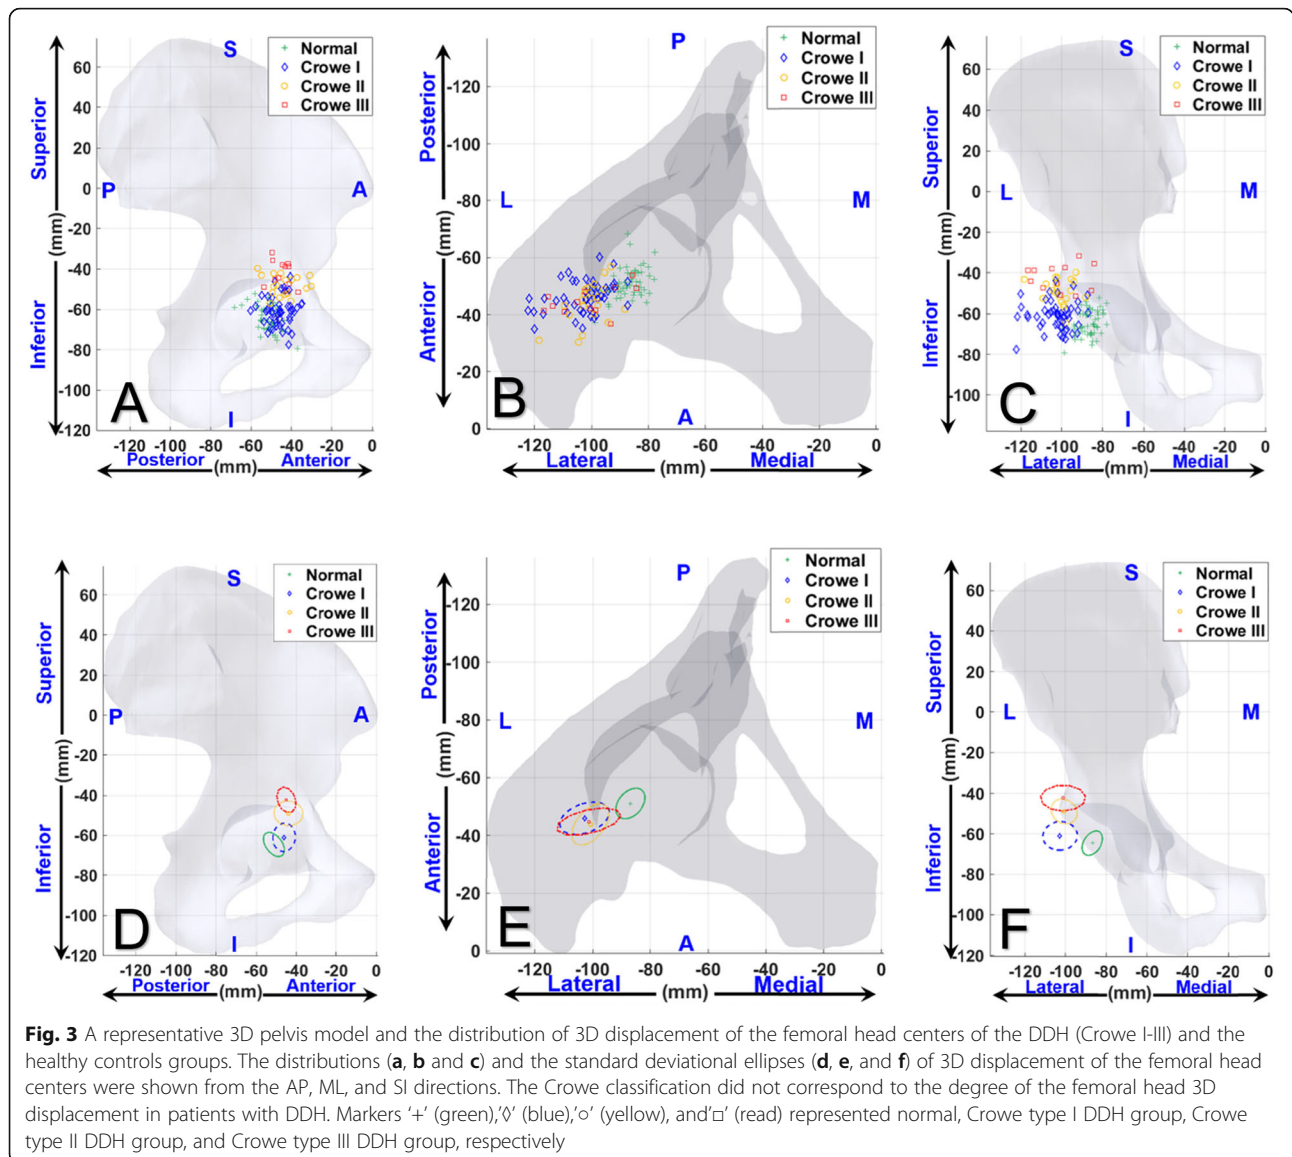 S
Normal
Crowe I
Crowe II
Crowe III
Superior
(mm)
Inferior
60
40
20
0
-20
-40
-60
-80
-100
-120
P
A
A
I
-120 -100 -80 -60 -40 -20 0
Posterior (mm) Anterior
P
Normal
Crowe I
Crowe II
Crowe III
Posterior
(mm)
Anterior
-120
-100
-80
-60
-40
-20
0
L
M
B
A
-120 -100 -80 -60 -40 -20 0
Lateral (mm) Medial
S
Normal
Crowe I
Crowe II
Crowe III
Superior
(mm)
Inferior
60
40
20
0
-20
-40
-60
-80
-100
L
M
C
I
-120 -100 -80 -60 -40 -20 0
Lateral (mm) Medial
S
Normal
Crowe I
Crowe II
Crowe III
Superior
(mm)
Inferior
60
40
20
0
-20
-40
-60
-80
-100
-120
P
A
D
I
-120 -100 -80 -60 -40 -20 0
Posterior (mm) Anterior
P
Normal
Crowe I
Crowe II
Crowe III
Posterior
(mm)
Anterior
-120
-100
-80
-60
-40
-20
0
L
M
E
A
-120 -100 -80 -60 -40 -20 0
Lateral (mm) Medial
S
Normal
Crowe I
Crowe II
Crowe III
Superior
(mm)
Inferior
60
40
20
0
-20
-40
-60
-80
-100
-120
L
M
F
I
-120 -100 -80 -60 -40 -20 0
Lateral (mm) Medial
Fig. 3 A representative 3D pelvis model and the distribution of 3D displacement of the femoral head centers of the DDH (Crowe I-III) and the
healthy controls groups. The distributions (a, b and c) and the standard deviational ellipses (d, e, and f) of 3D displacement of the femoral head
centers were shown from the AP, ML, and SI directions. The Crowe classification did not correspond to the degree of the femoral head 3D
displacement in patients with DDH. Markers '+' (green),'◊' (blue),'○' (yellow), and'□' (read) represented normal, Crowe type I DDH group, Crowe
type II DDH group, and Crowe type III DDH group, respectively